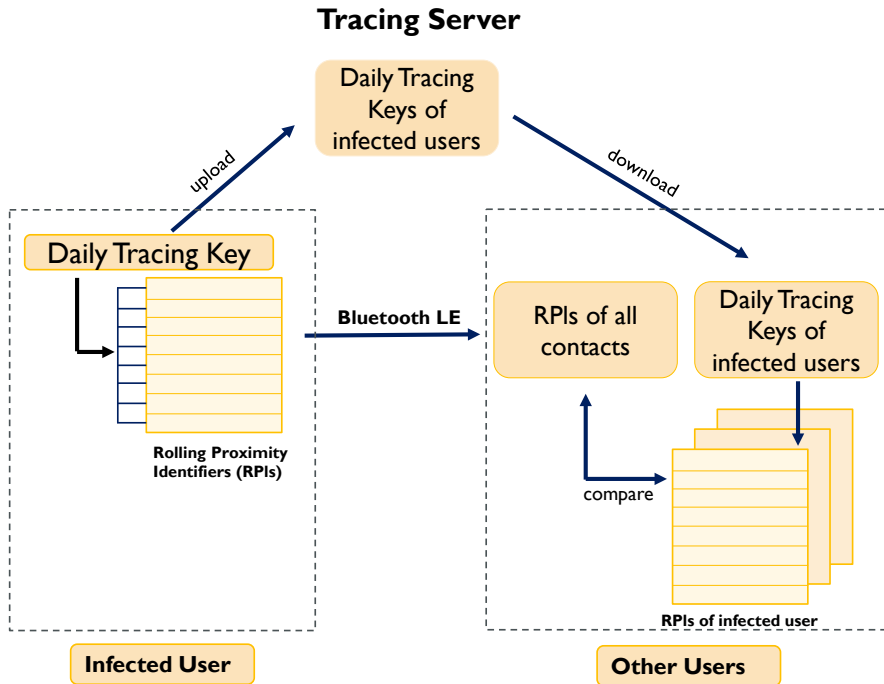 Tracing Server
Daily Tracing
Keys of
infected users
upload
download
Daily Tracing Key
Bluetooth LE
RPIs of all
contacts
Daily Tracing
Keys of
infected users
Rolling Proximity
Identifiers (RPIs)
compare
RPIs of infected user
Infected User
Other Users